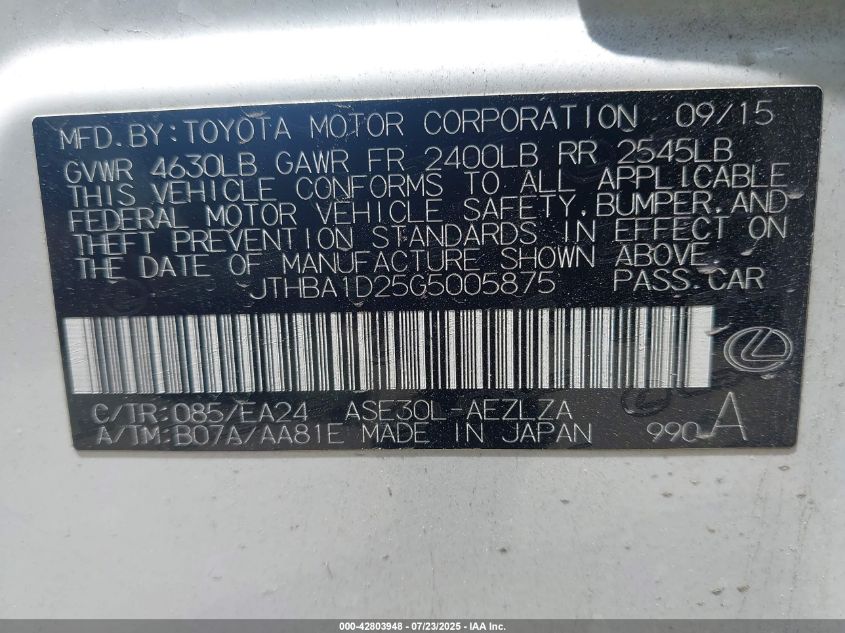 MFD.BY:TOYOTA MOTOR CORPORATION 09/15
GVWR 4630LB GAWR FR 2400LB RR 2545LB
THIS VEHICLE CONFORMS TO ALL APPLICABLE
FEDERAL MOTOR VEHICLE SAFETY,BUMPER,AND
THEFT PREVENTION STANDARDS IN EFFECT ON
THE DATE OF MANUFACTURE SHOWN ABOVE.
JTHBA1D25G5005875 PASS.CAR
C/TR:085/EA24 ASE30L-AEZLZA
A/TM:B07A/AA81E MADE IN JAPAN 990-A
000-42803948 - 07/23/2025 - IAA Inc.